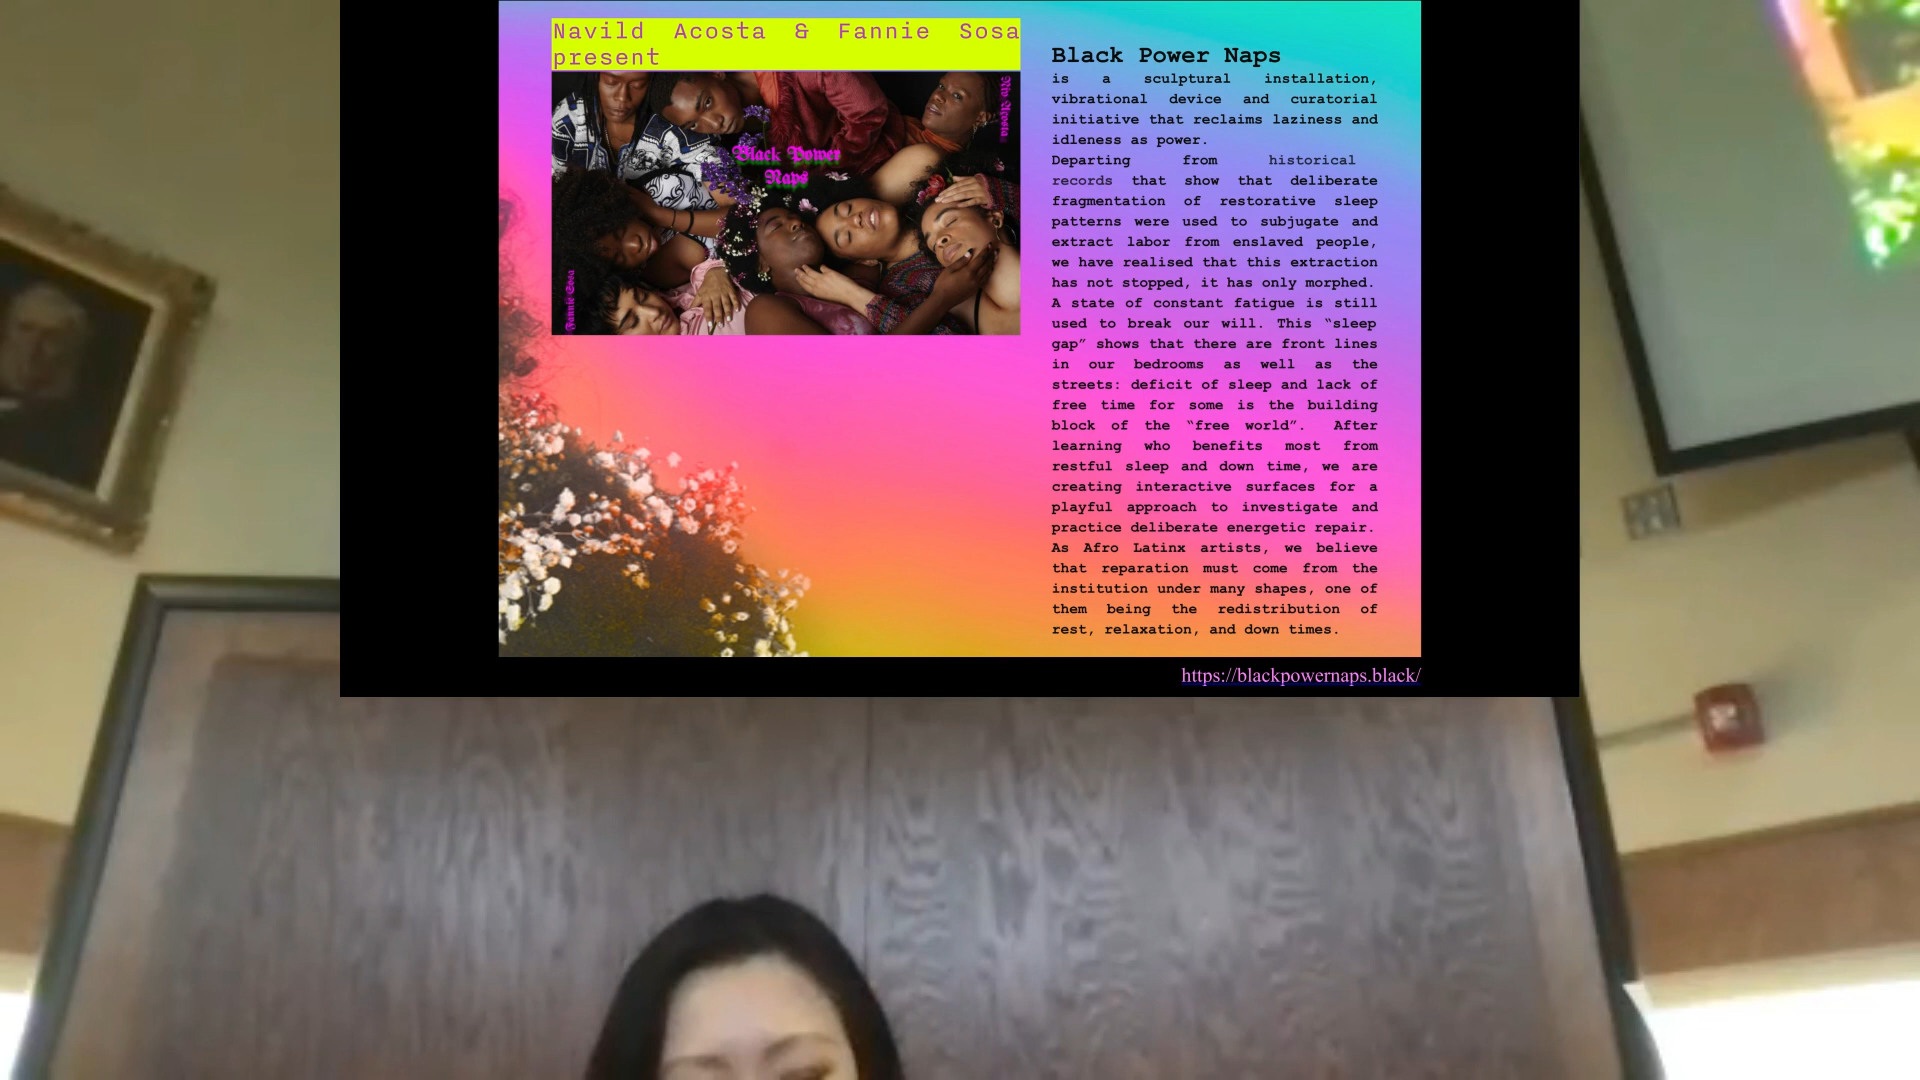 Navild Acosta & Fannie Sosa
present
Black Power
Naps
Fannie Sosa
Black Power Naps
is a sculptural installation,
vibrational device and curatorial
initiative that reclaims laziness and
idleness as power.
Departing from historical
records that show that deliberate
fragmentation of restorative sleep
patterns were used to subjugate and
extract labor from enslaved people,
we have realised that this extraction
has not stopped, it has only morphed.
A state of constant fatigue is still
used to break our will. This “sleep
gap” shows that there are front lines
in our bedrooms as well as the
streets: deficit of sleep and lack of
free time for some is the building
block of the “free world”. After
learning who benefits most from
restful sleep and down time, we are
creating interactive surfaces for a
playful approach to investigate and
practice deliberate energetic repair.
As Afro Latinx artists, we believe
that reparation must come from the
institution under many shapes, one of
them being the redistribution of
rest, relaxation, and down times.
https://blackpowernaps.black/